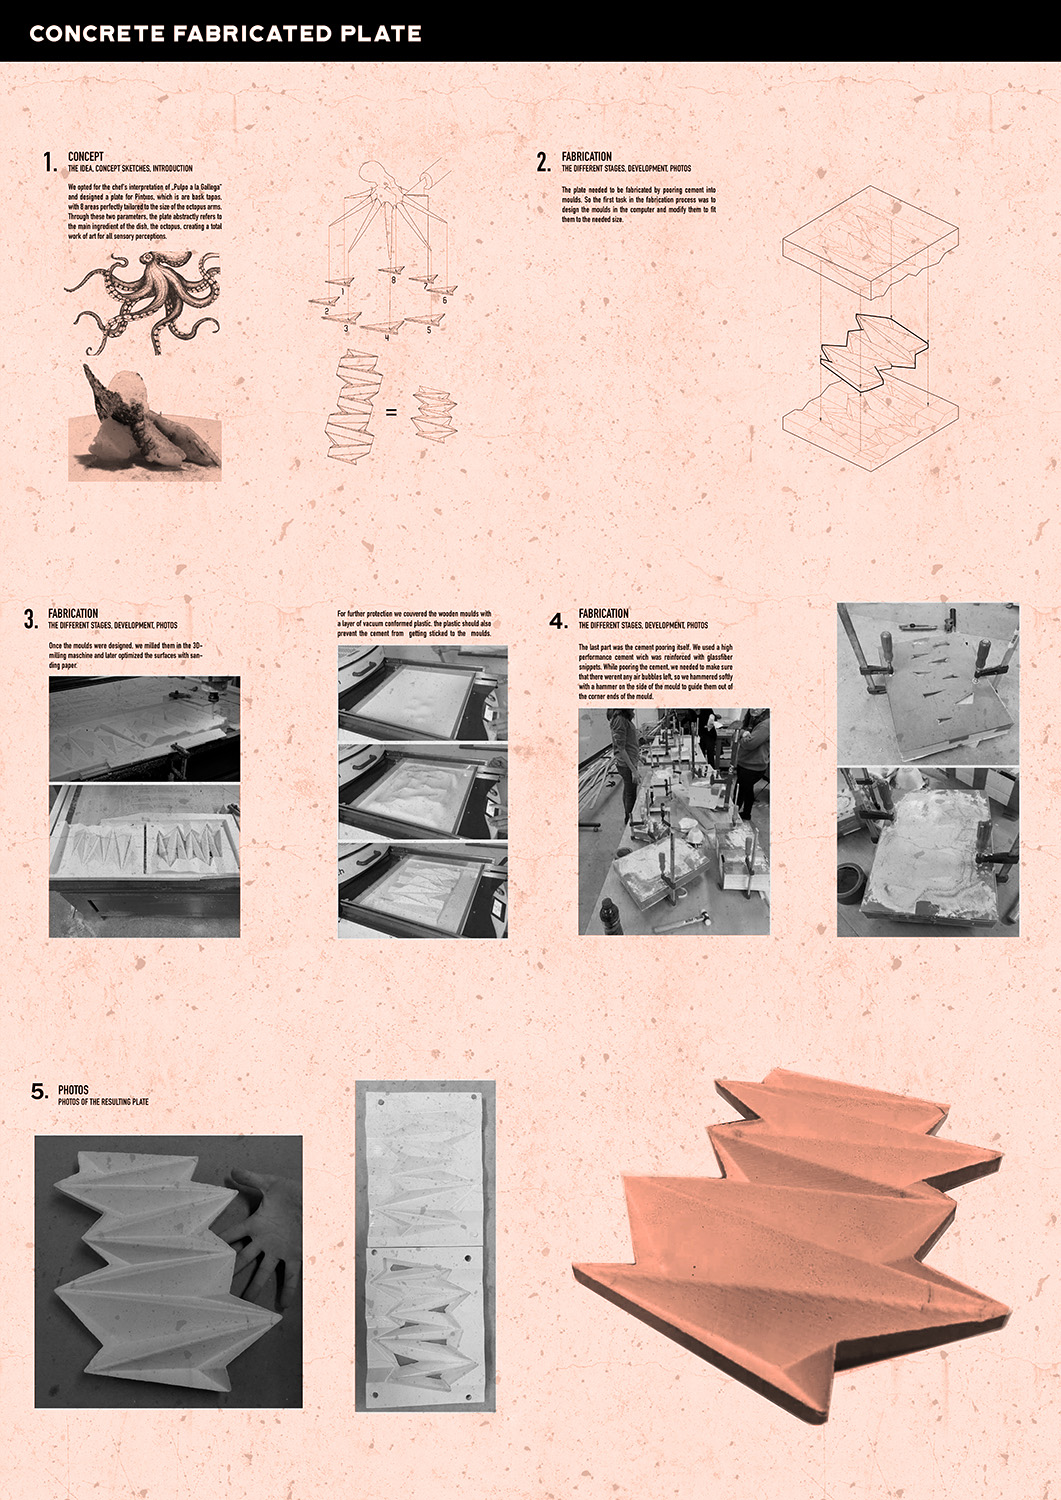 CONCRETE FABRICATED PLATE
1. CONCEPT
THE IDEA, CONCEPT SKETCHES, INTRODUCTION
We opted for the chef's interpretation of „Pulpo a la Gallega"
and designed a plate for Pintxos, which is are bask tapas,
with 8 areas perfectly tailored to the size of the octopus arms.
Through these two parameters, the plate abstractly refers to
the main ingredient of the dish, the octopus, creating a total
work of art for all sensory perceptions.
1
2
3
4
5
6
7
8
=
2. FABRICATION
THE DIFFERENT STAGES, DEVELOPMENT, PHOTOS
The plate needed to be fabricated by pooring cement into
moulds. So the first task in the fabrication process was to
design the moulds in the computer and modify them to fit
them to the needed size.
3. FABRICATION
THE DIFFERENT STAGES, DEVELOPMENT, PHOTOS
Once the moulds were designed, we milled them in the 3D-
milling maschine and later optimized the surfaces with san-
ding paper.
For further protection we couvered the wooden moulds with
a layer of vacuum conformed plastic. the plastic should also
prevent the cement from getting sticked to the moulds.
4. FABRICATION
THE DIFFERENT STAGES, DEVELOPMENT, PHOTOS
The last part was the cement pooring itself. We used a high
performance cement wich was reinforced with glassfiber
snippets. While pooring the cement, we needed to make sure
that there werent any air bubbles left, so we hammered softly
with a hammer on the side of the mould to guide them out of
the corner ends of the mould.
5. PHOTOS
PHOTOS OF THE RESULTING PLATE